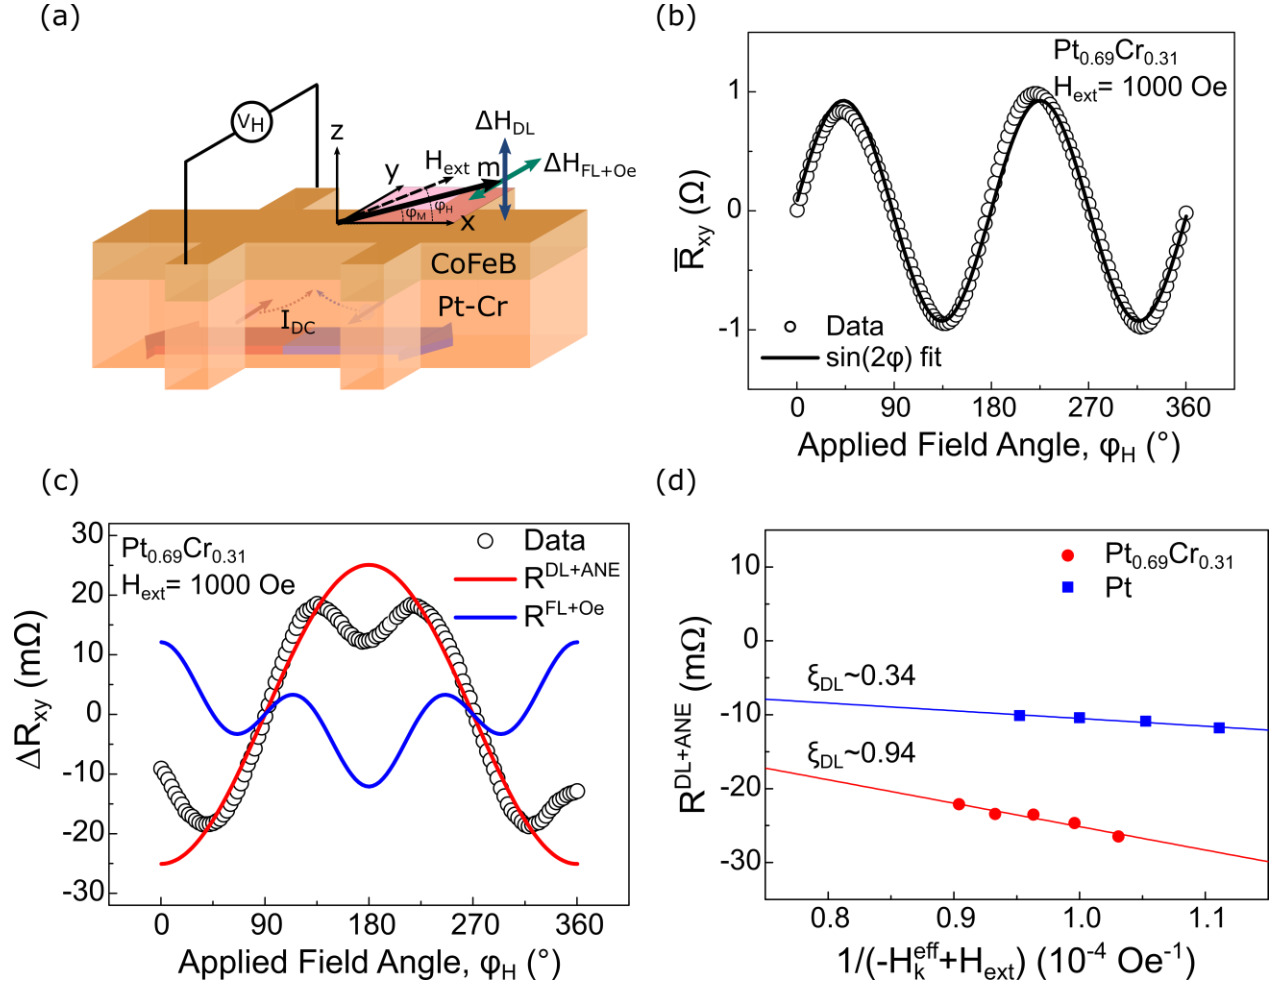 (a)
V_H
z
y
H_ext
m
ΔH_DL
ΔH_FL+Oe
φ_M
φ_H
x
CoFeB
Pt-Cr
I_DC
(b)
Pt_0.69Cr_0.31
H_ext= 1000 Oe
R̅_xy (Ω)
1
0
-1
Data
sin(2φ) fit
0 90 180 270 360
Applied Field Angle, φ_H (°)
(c)
Pt_0.69Cr_0.31
H_ext= 1000 Oe
Data
R^DL+ANE
R^FL+Oe
ΔR_xy (mΩ)
30
20
10
0
-10
-20
-30
0 90 180 270 360
Applied Field Angle, φ_H (°)
(d)
Pt_0.69Cr_0.31
Pt
R^DL+ANE (mΩ)
10
0
-10
-20
-30
ξ_DL~0.34
ξ_DL~0.94
0.8 0.9 1.0 1.1
1/(-H_k^eff+H_ext) (10^-4 Oe^-1)